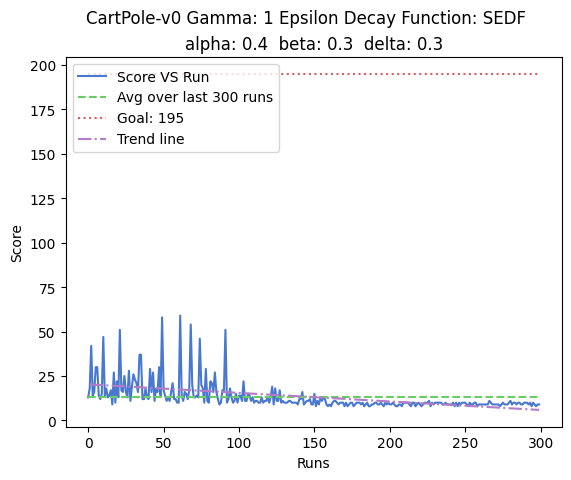 CartPole-v0 Gamma: 1 Epsilon Decay Function: SEDF
alpha: 0.4 beta: 0.3 delta: 0.3
Score VS Run
Avg over last 300 runs
Goal: 195
Trend line
Score
200
175
150
125
100
75
50
25
0
0 50 100 150 200 250 300
Runs